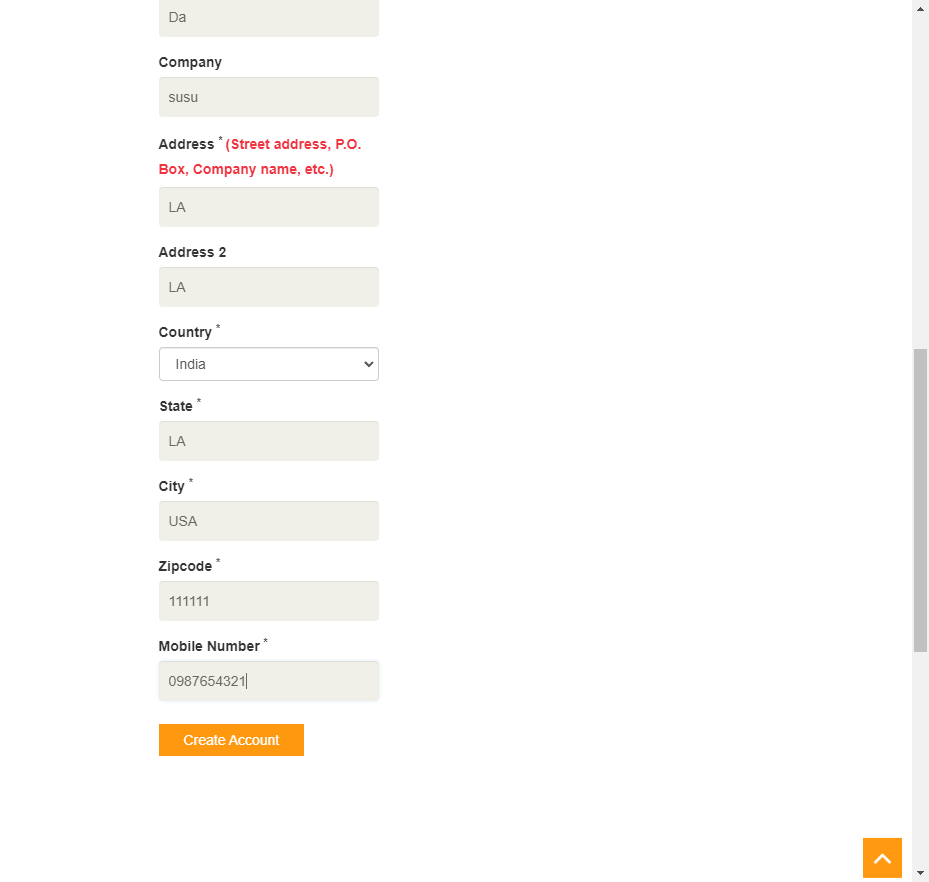 Da
Company
susu
Address * (Street address, P.O.
Box, Company name, etc.)
LA
Address 2
LA
Country *
India
State *
LA
City *
USA
Zipcode *
111111
Mobile Number *
0987654321
Create Account